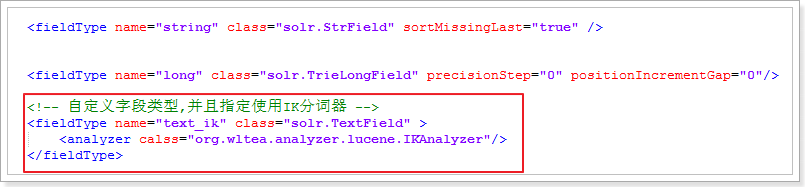 <fieldType name="string" class="solr.StrField" sortMissingLast="true" />
<fieldType name="long" class="solr.TrieLongField" precisionStep="0" positionIncrementGap="0"/>
<!-- 自定义字段类型,并且指定使用IK分词器 -->
<fieldType name="text_ik" class="solr.TextField" >
<analyzer calss="org.wltea.analyzer.lucene.IKAnalyzer"/>
</fieldType>